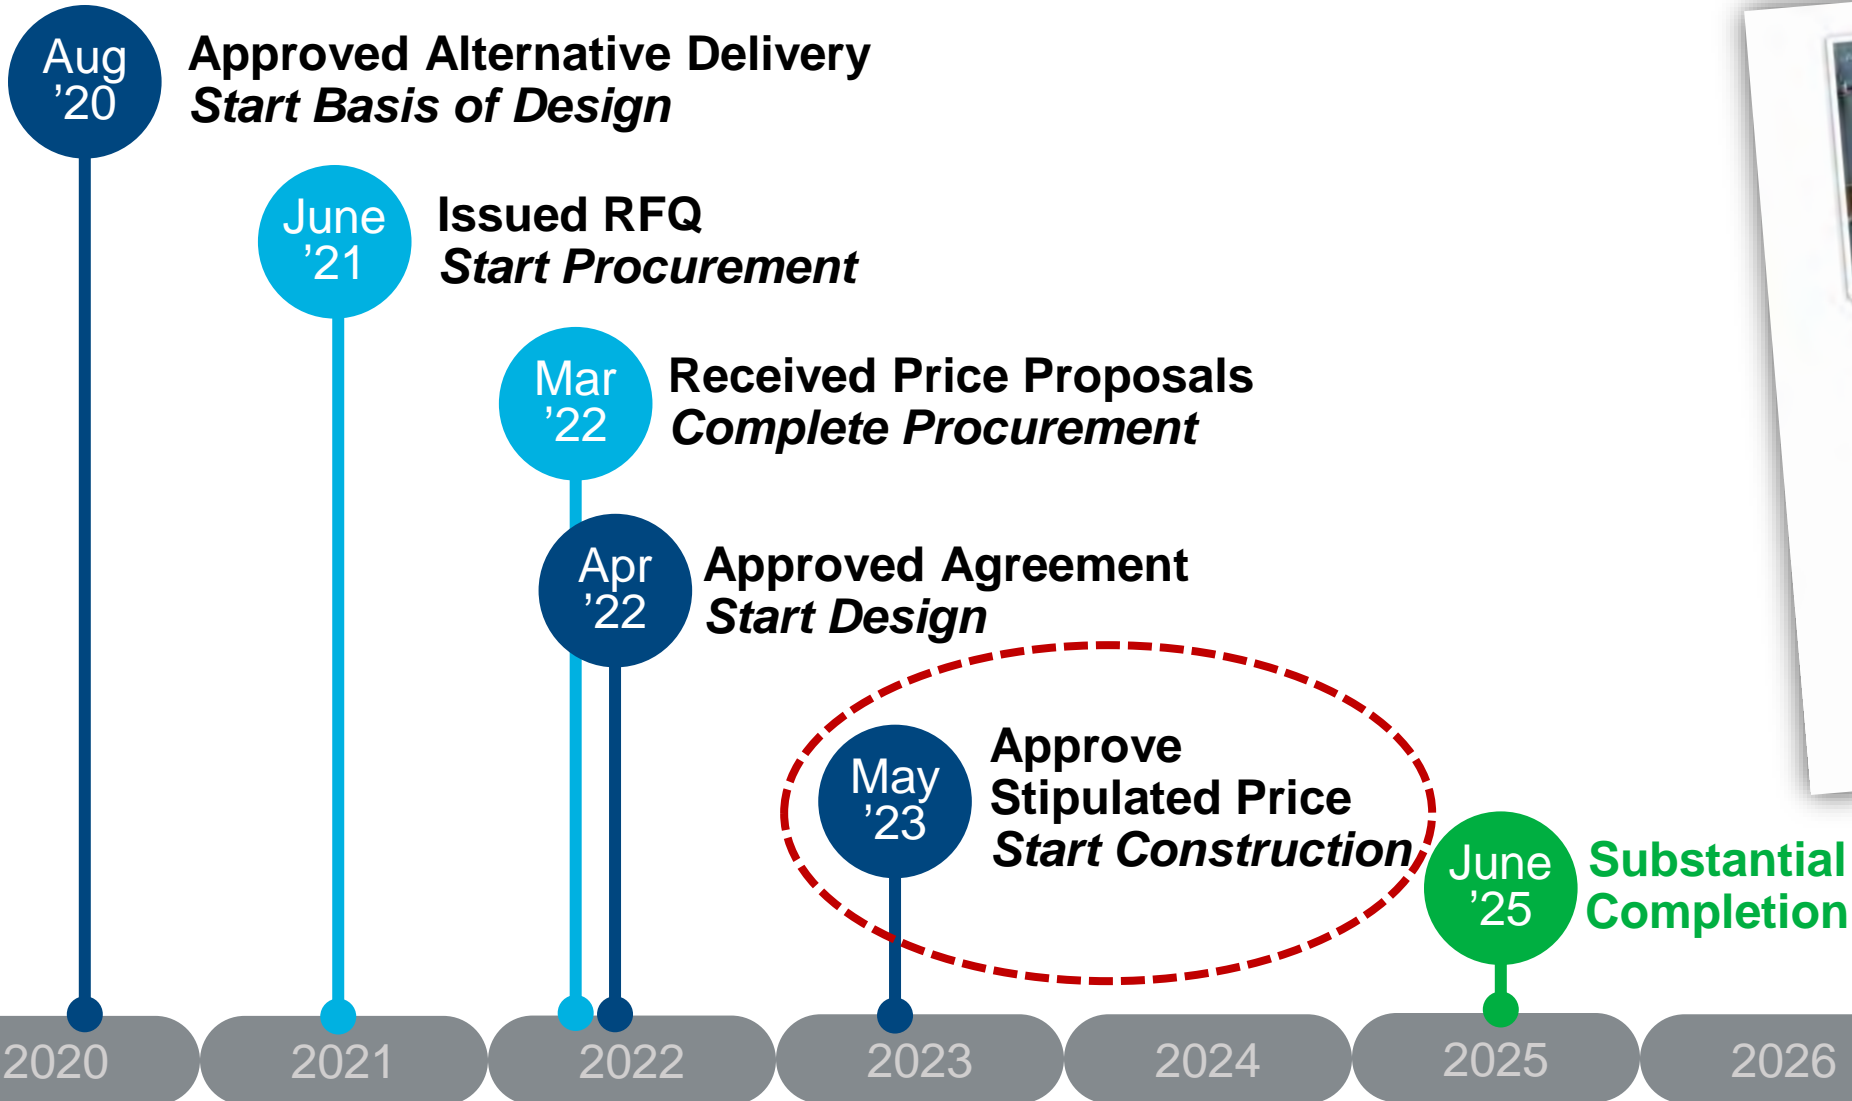 Aug
’20
Approved Alternative Delivery
Start Basis of Design
June
’21
Issued RFQ
Start Procurement
Mar
’22
Received Price Proposals
Complete Procurement
Apr
’22
Approved Agreement
Start Design
May
’23
Approve
Stipulated Price
Start Construction
June
’25
Substantial
Completion
2020
2021
2022
2023
2024
2025
2026